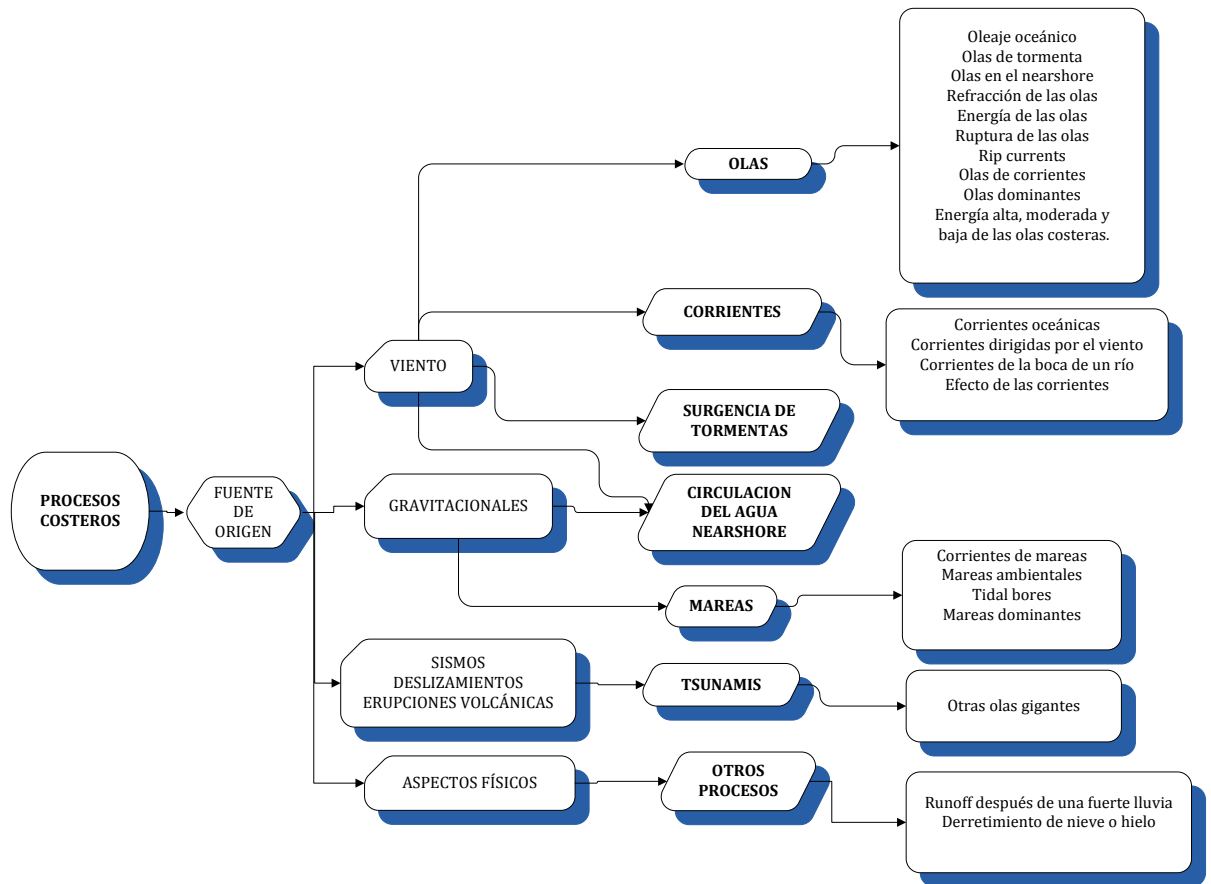 PROCESOS
COSTEROS
FUENTE
DE
ORIGEN
VIENTO
GRAVITACIONALES
SISMOS
DESLIZAMIENTOS
ERUPCIONES VOLCÁNICAS
ASPECTOS FÍSICOS
OLAS
CORRIENTES
SURGENCIA DE
TORMENTAS
CIRCULACION
DEL AGUA
NEARSHORE
MAREAS
TSUNAMIS
OTROS
PROCESOS
Oleaje oceánico
Olas de tormenta
Olas en el nearshore
Refracción de las olas
Energía de las olas
Ruptura de las olas
Rip currents
Olas de corrientes
Olas dominantes
Energía alta, moderada y
baja de las olas costeras.
Corrientes oceánicas
Corrientes dirigidas por el viento
Corrientes de la boca de un río
Efecto de las corrientes
Corrientes de mareas
Mareas ambientales
Tidal bores
Mareas dominantes
Otras olas gigantes
Runoff después de una fuerte lluvia
Derretimiento de nieve o hielo